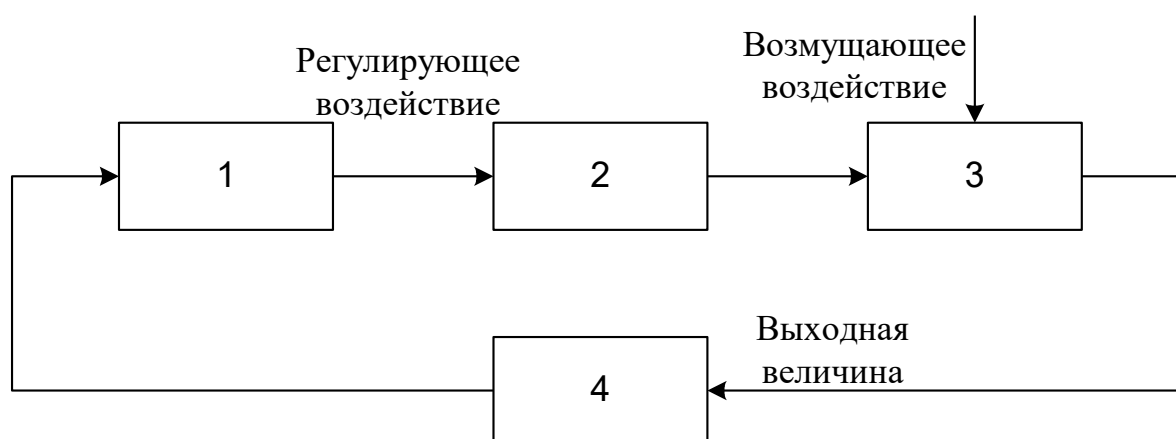 Возмущающее
воздействие
Регулирующее
воздействие
1
2
3
Выходная
величина
4